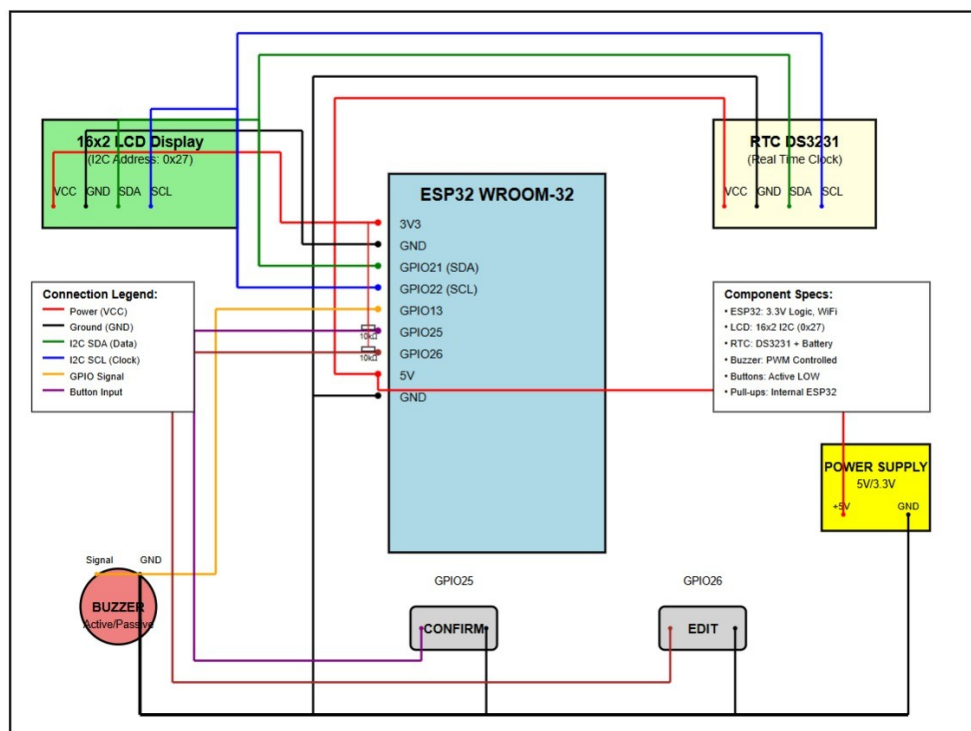 16x2 LCD Display
(I2C Address: 0x27)
VCC GND SDA SCL
RTC DS3231
(Real Time Clock)
VCC GND SDA SCL
ESP32 WROOM-32
3V3
GND
GPIO21 (SDA)
GPIO22 (SCL)
GPIO13
GPIO25
GPIO26
5V
GND
10kΩ
10kΩ
Connection Legend:
Power (VCC)
Ground (GND)
I2C SDA (Data)
I2C SCL (Clock)
GPIO Signal
Button Input
Component Specs:
• ESP32: 3.3V Logic, WiFi
• LCD: 16x2 I2C (0x27)
• RTC: DS3231 + Battery
• Buzzer: PWM Controlled
• Buttons: Active LOW
• Pull-ups: Internal ESP32
POWER SUPPLY
5V/3.3V
+5V GND
Signal GND
BUZZER
Active/Passive
GPIO25
CONFIRM
GPIO26
EDIT